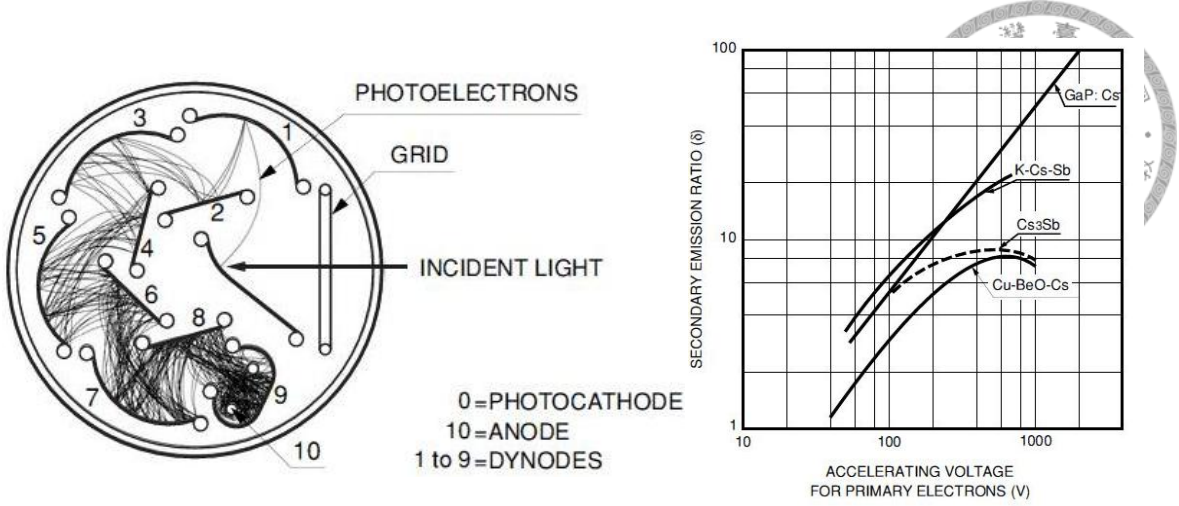 PHOTOELECTRONS
GRID
INCIDENT LIGHT
1
2
3
4
5
6
7
8
9
10
0=PHOTOCATHODE
10=ANODE
1 to 9=DYNODES
SECONDARY EMISSION RATIO (δ)
100
10
1
GaP: Cs
K-Cs-Sb
Cs3Sb
Cu-BeO-Cs
10
100
1000
ACCELERATING VOLTAGE
FOR PRIMARY ELECTRONS (V)